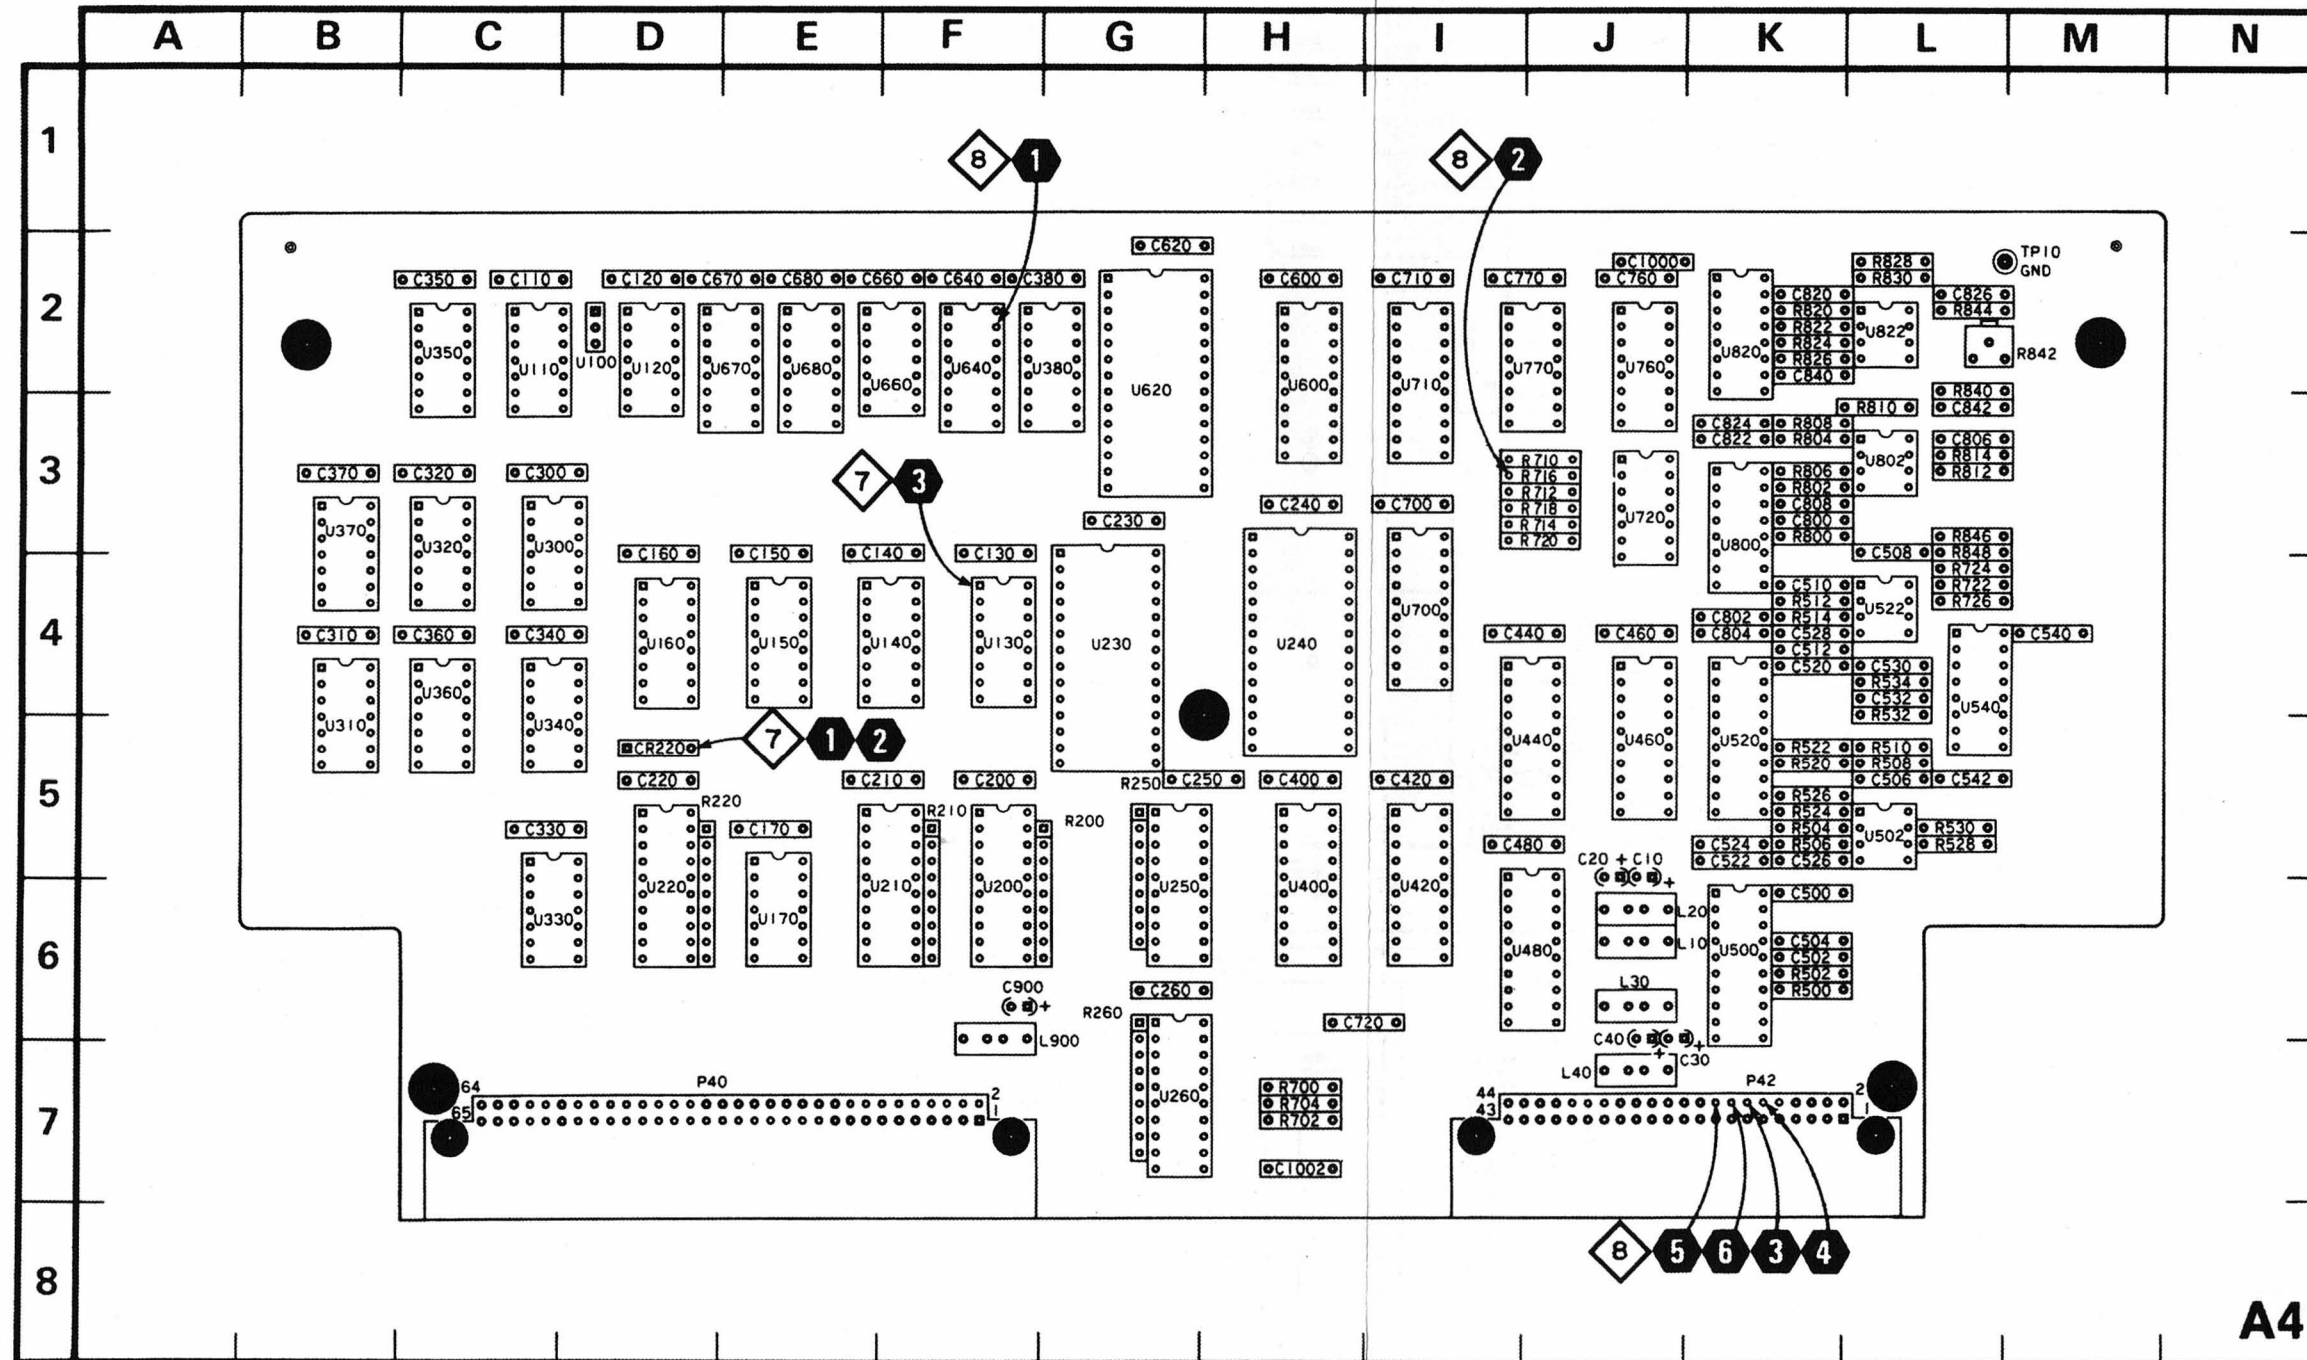 A B C D E F G H I J K L M N
1
8 1 8 2
C620 TP10
GND
C1000 R828
C350 C110 C120 C670 C680 C660 C640 C380 C600 C710 C770 C760 R830
2
C820 C826
R820 R844
R822 U822
R824
U350 U110 U100 U120 U670 U680 U660 U640 U380 U620 U600 U710 U770 U760 U820 R826 R842
C840
R840
R810 C842
C824 R808
C822 R804 C806
3
7 3
R710 U802 R814
C370 C320 C300 R716 R806 R812
R712 R802
C240 C700 R718 U720 C808
C230 R714 C800
U370 U320 U300 R720 U800 R800 R846
C160 C150 C140 C130 C508 R848
R724
C510 R722
R512 U522 R726
4
U700 C802 R514
C310 C360 C340 C440 C460 C804 C528 C540
U160 U150 U140 U130 U230 U240 C512
C520 C530
R534
U360 C532
U310 U340 R532 U540
7 1 2
CR220 U440 U460 U520 R522 R510
R520 R508
C220 C210 C200 R250 C250 C400 C420 C506 C542
5
R220 R210 R200 R526
R524
C330 C170 R504 U502 R530
C480 C524 R506 R528
C20 + C10 C522 C526
+
U220 U210 U200 U250 U400 U420 C500
U330 U170 L20
6
L10 U500 C504
U480 C502
R502
C900 C260 L30 R500
+
R260 C720
L900 C40 +
+ C30
L40
7
64 P40 2 R700 44 P42 2
65 1 U260 R704 43 1
R702
C1002
8 5 6 3 4
8
A4